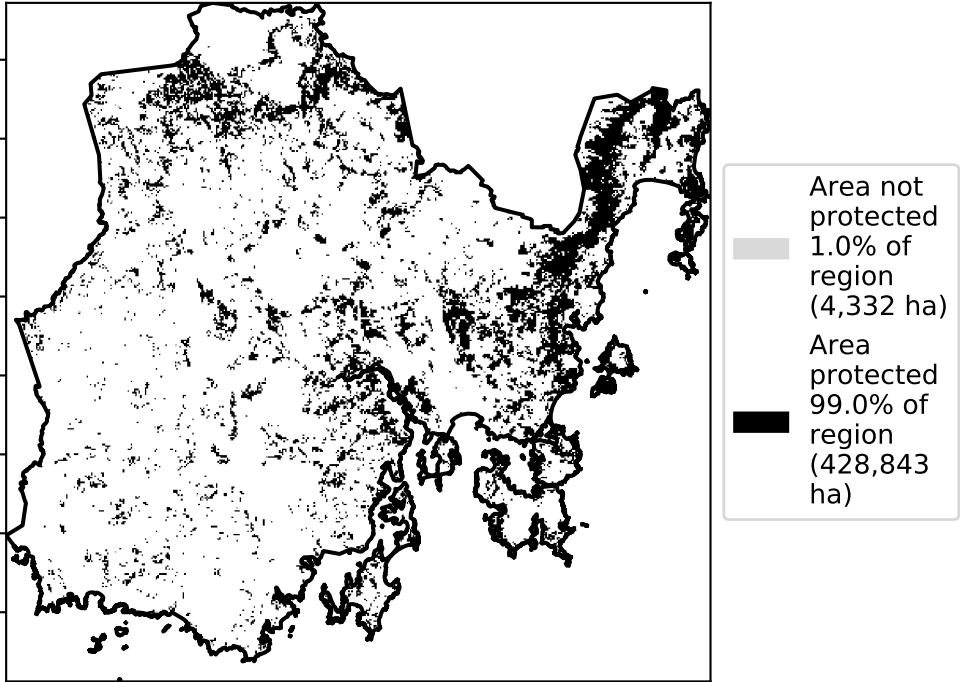 Area not
protected
1.0% of
region
(4,332 ha)
Area
protected
99.0% of
region
(428,843
ha)